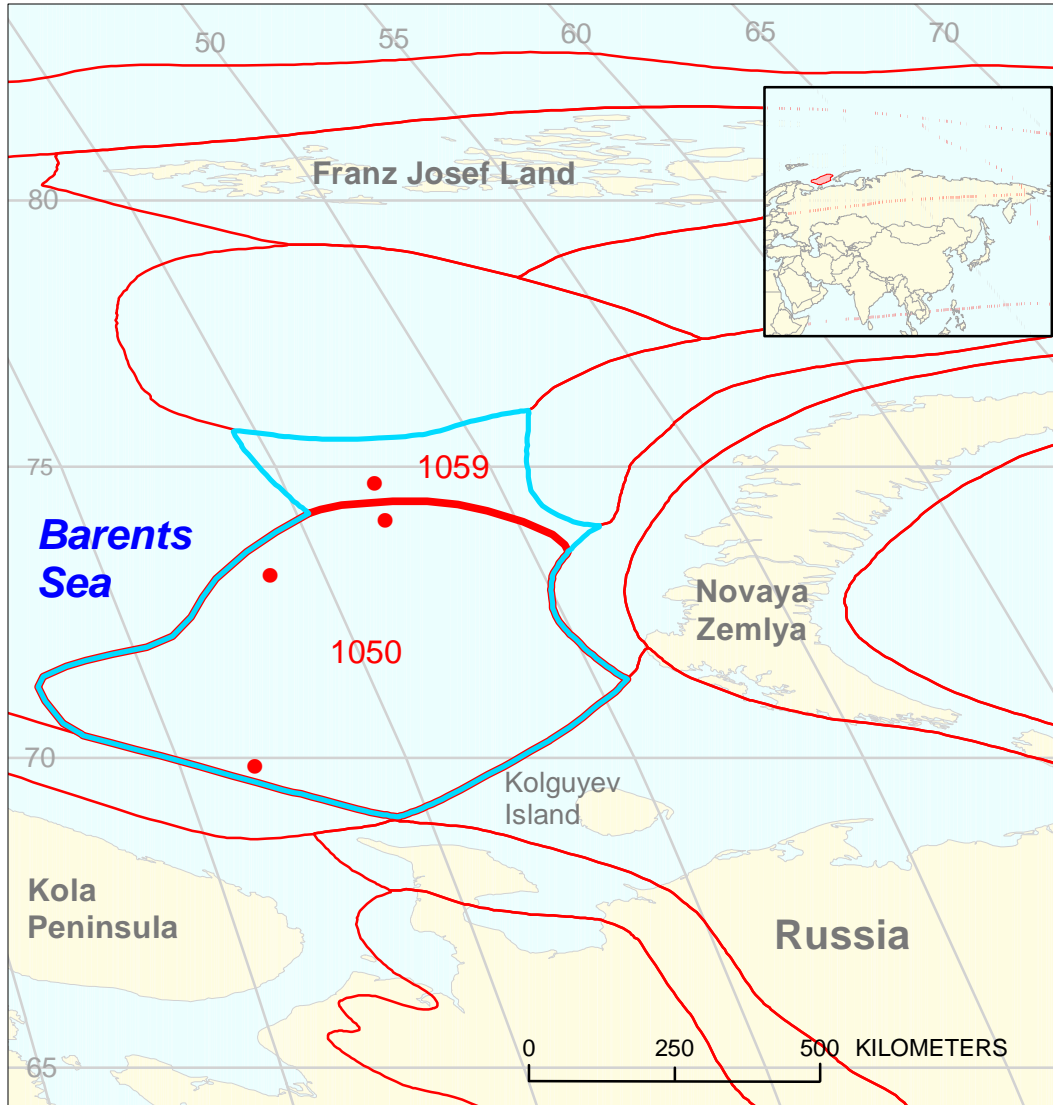 50
55
60
65
70
Franz Josef Land
80
75
1059
Barents
Sea
Novaya
Zemlya
1050
70
Kolguyev
Island
Kola
Peninsula
Russia
0
250
500 KILOMETERS
65